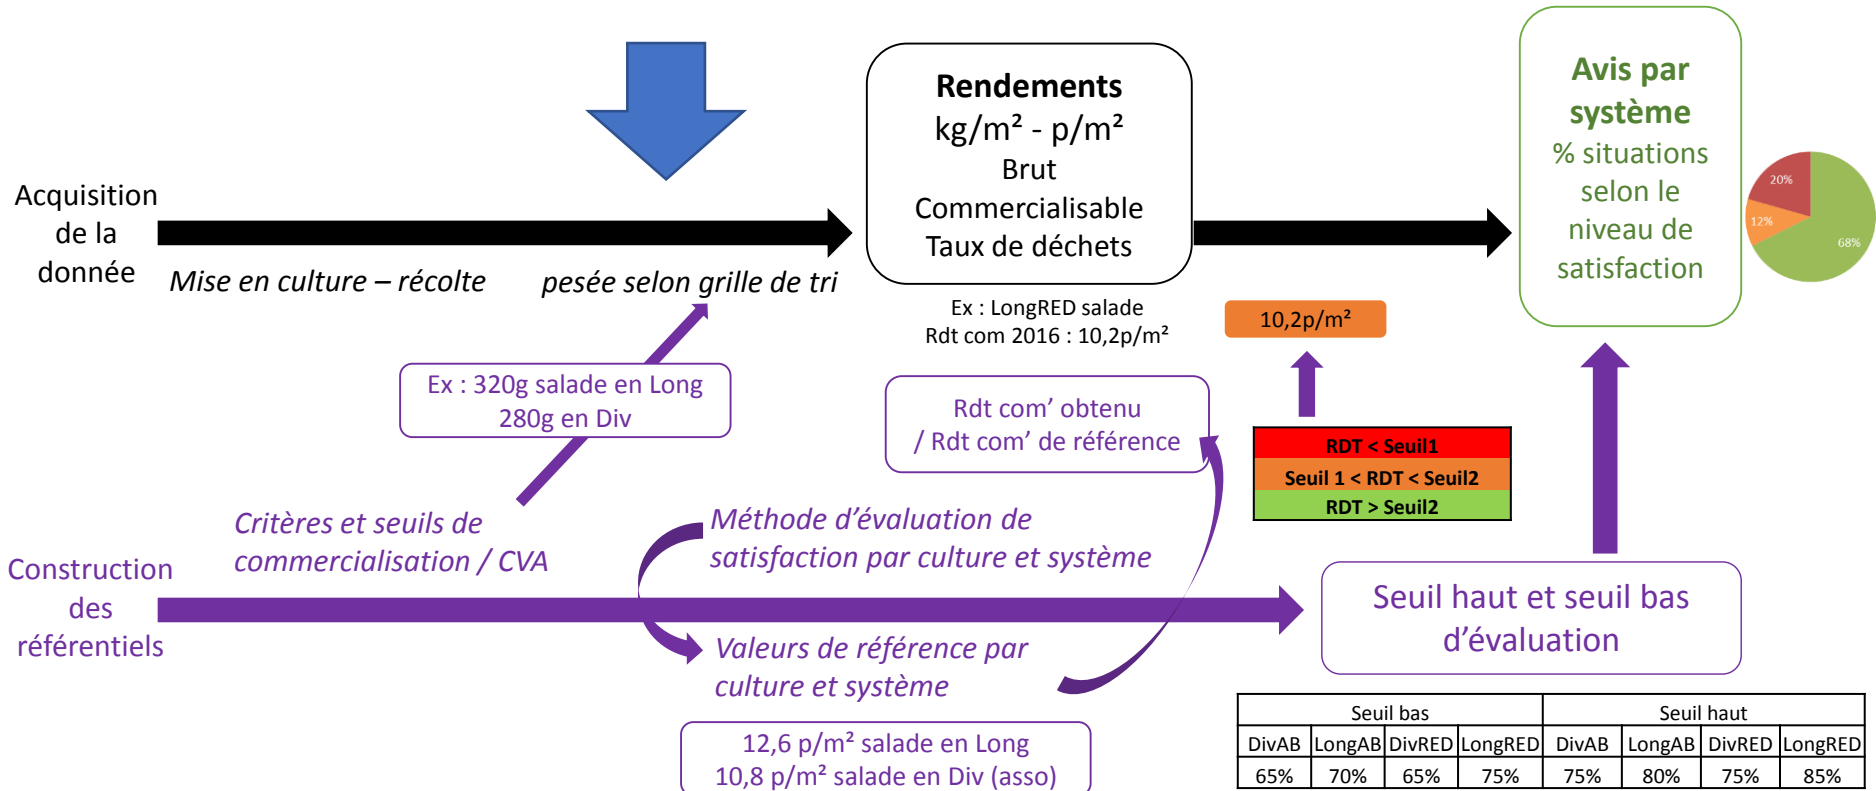 Acquisition
de la
donnée
Mise en culture – récolte
pesée selon grille de tri
Rendements
kg/m² - p/m²
Brut
Commercialisable
Taux de déchets
Ex : LongRED salade
Rdt com 2016 : 10,2p/m²
10,2p/m²
Avis par
système
% situations
selon le
niveau de
satisfaction
20%
12%
68%
Ex : 320g salade en Long
280g en Div
Rdt com’ obtenu
/ Rdt com’ de référence
RDT < Seuil1
Seuil 1 < RDT < Seuil2
RDT > Seuil2
Construction
des
référentiels
Critères et seuils de
commercialisation / CVA
Méthode d’évaluation de
satisfaction par culture et système
Valeurs de référence par
culture et système
12,6 p/m² salade en Long
10,8 p/m² salade en Div (asso)
Seuil haut et seuil bas
d’évaluation
Seuil bas Seuil haut
DivAB LongAB DivRED LongRED DivAB LongAB DivRED LongRED
65% 70% 65% 75% 75% 80% 75% 85%